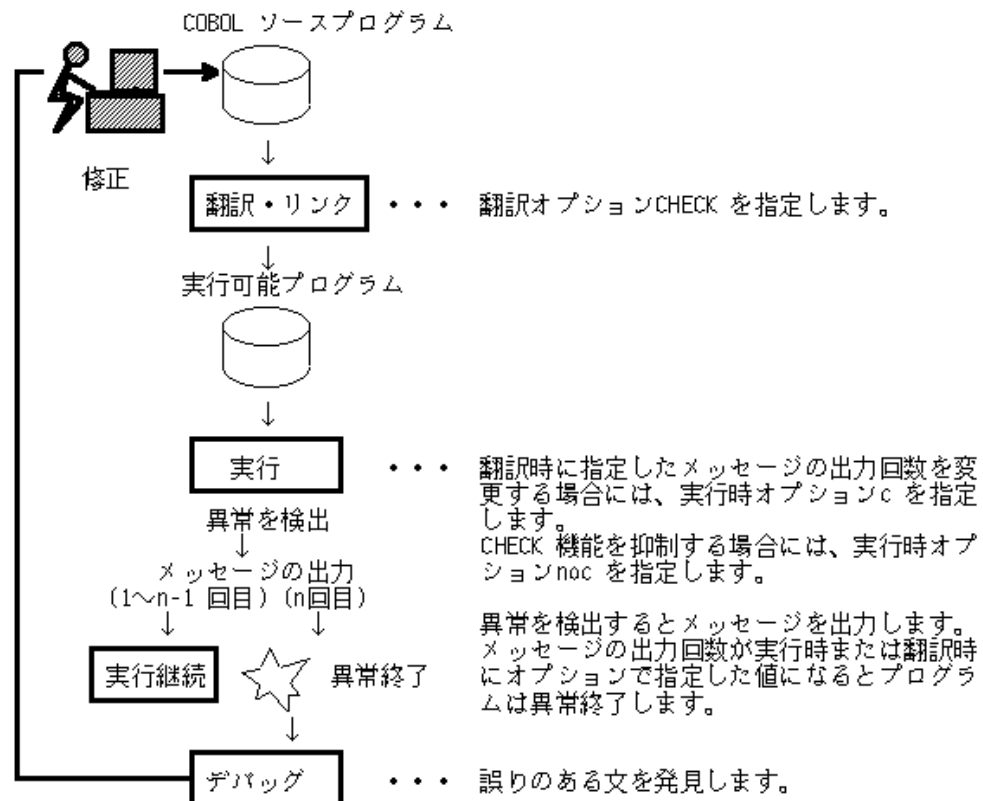 COBOL ソースプログラム
↓
修正
翻訳・リンク ・・・ 翻訳オプションCHECK を指定します。
↓
実行可能プログラム
↓
実行 ・・・ 翻訳時に指定したメッセージの出力回数を変
更する場合には、実行時オプションc を指定
します。
CHECK 機能を抑制する場合には、実行時オプ
ションnoc を指定します。
異常を検出
↓
メッセージの出力
(1～n-1 回目) (n回目)
↓ ↓
異常を検出するとメッセージを出力します。
メッセージの出力回数が実行時または翻訳時
にオプションで指定した値になるとプログラ
ムは異常終了します。
実行継続 異常終了
↓
デバッグ ・・・ 誤りのある文を発見します。